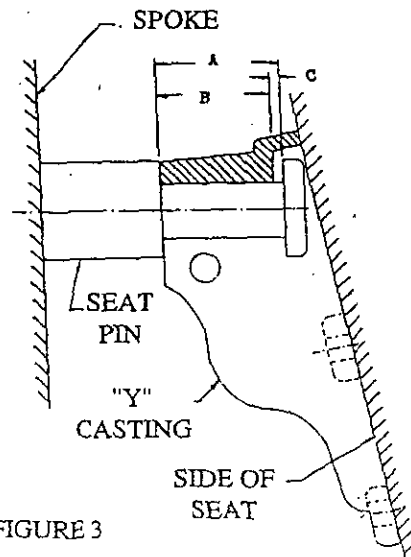 SPOKE
A
B
C
SEAT
PIN
"Y"
CASTING
SIDE OF
SEAT
FIGURE 3